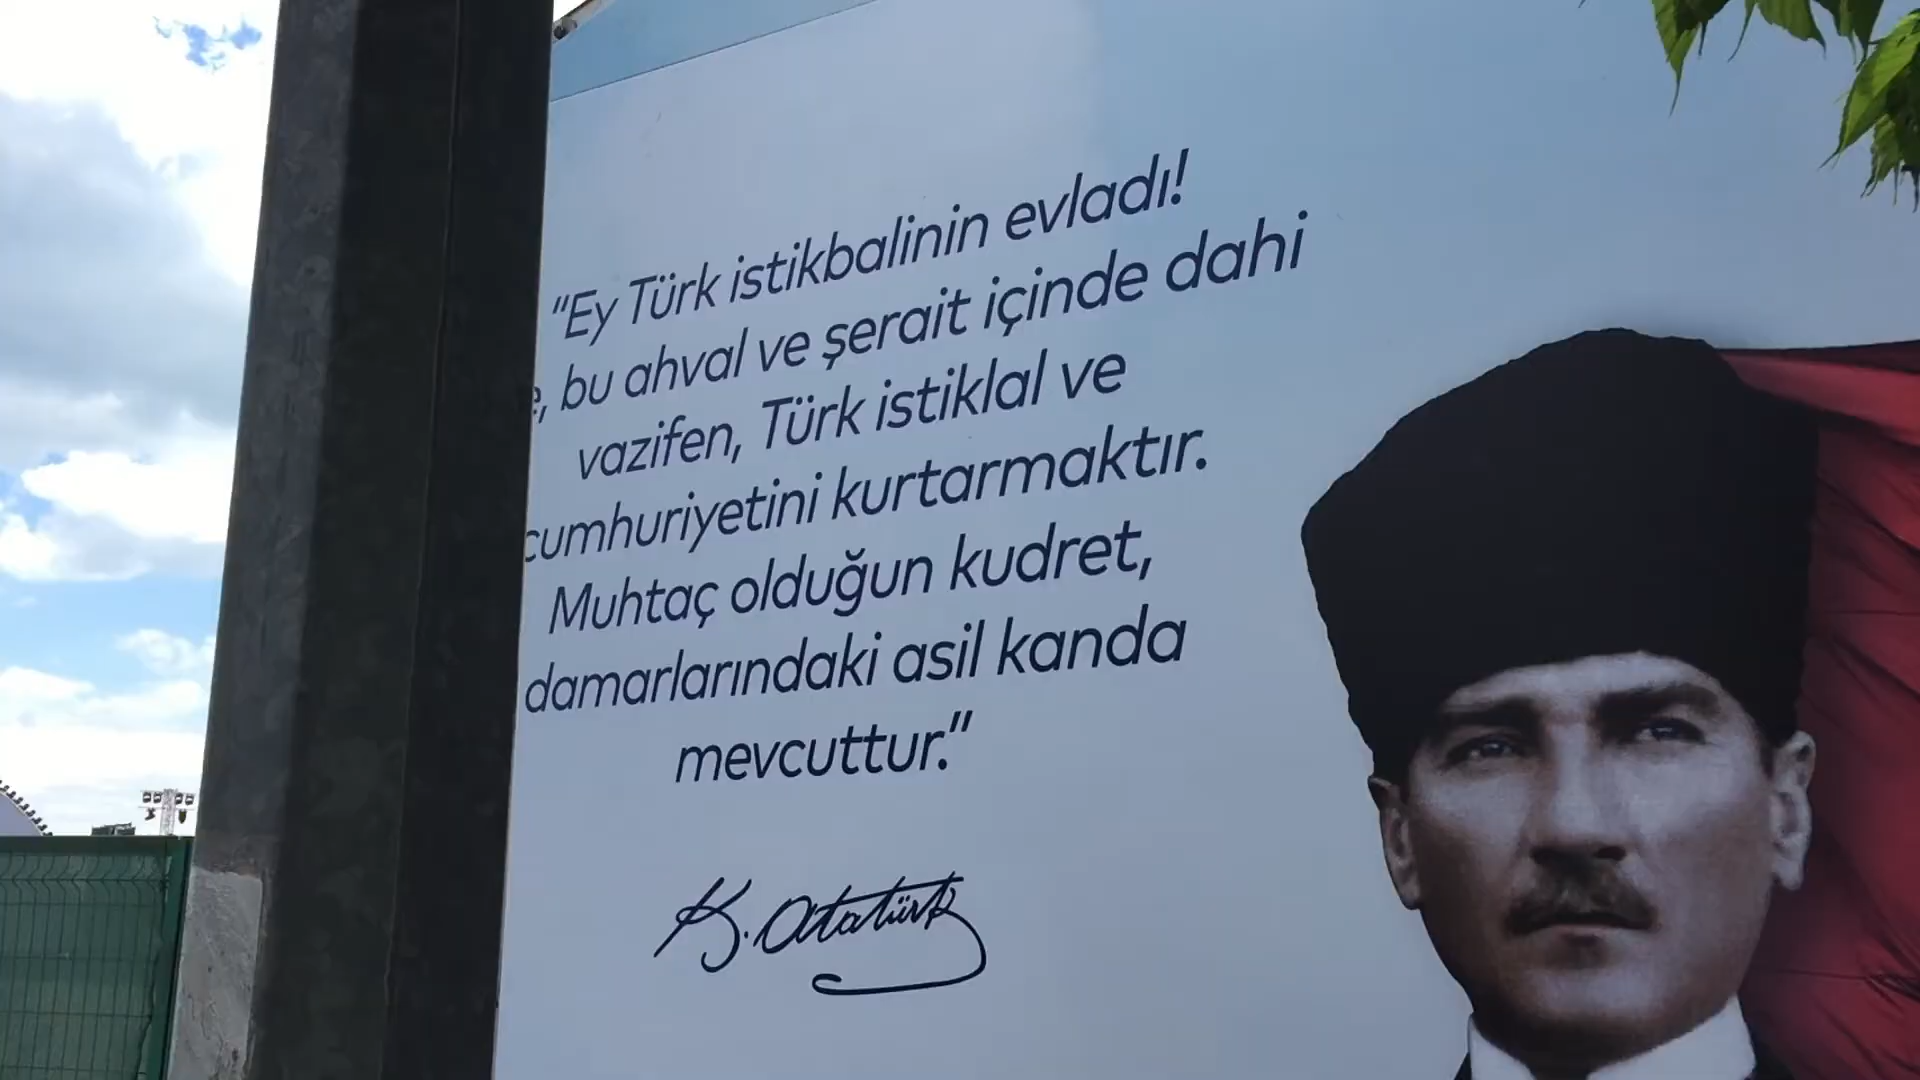 “Ey Türk istikbalinin evladı!
, bu ahval ve şerait içinde dahi
vazifen, Türk istiklal ve
cumhuriyetini kurtarmaktır.
Muhtaç olduğun kudret,
damarlarındaki asil kanda
mevcuttur.”
K. Atatürk